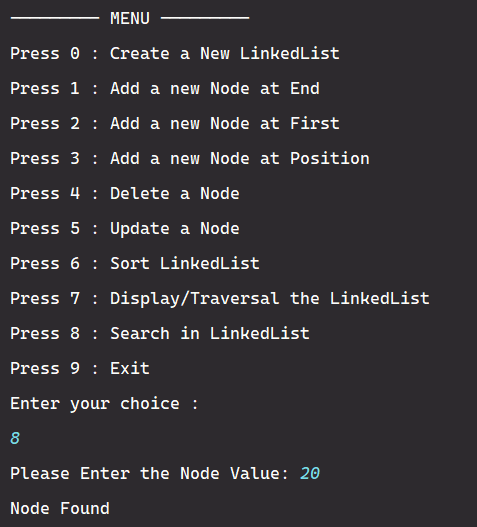 ---------- MENU ----------
Press 0 : Create a New LinkedList
Press 1 : Add a new Node at End
Press 2 : Add a new Node at First
Press 3 : Add a new Node at Position
Press 4 : Delete a Node
Press 5 : Update a Node
Press 6 : Sort LinkedList
Press 7 : Display/Traversal the LinkedList
Press 8 : Search in LinkedList
Press 9 : Exit
Enter your choice :
8
Please Enter the Node Value: 20
Node Found